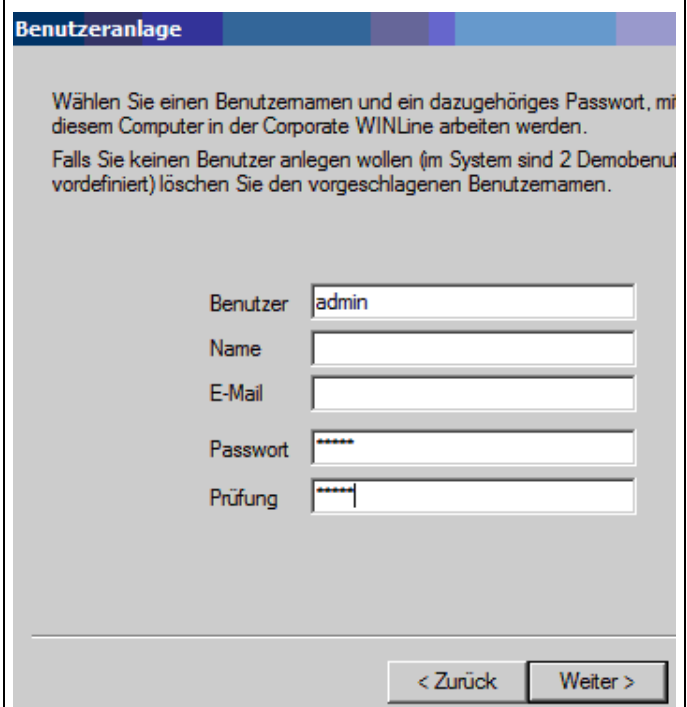 Benutzeranlage
Wählen Sie einen Benutzernamen und ein dazugehöriges Passwort, mi
diesem Computer in der Corporate WINLine arbeiten werden.
Falls Sie keinen Benutzer anlegen wollen (im System sind 2 Demobenut
vordefiniert) löschen Sie den vorgeschlagenen Benutzernamen.
Benutzer admin
Name
E-Mail
Passwort *****
Prüfung *****
< Zurück Weiter >